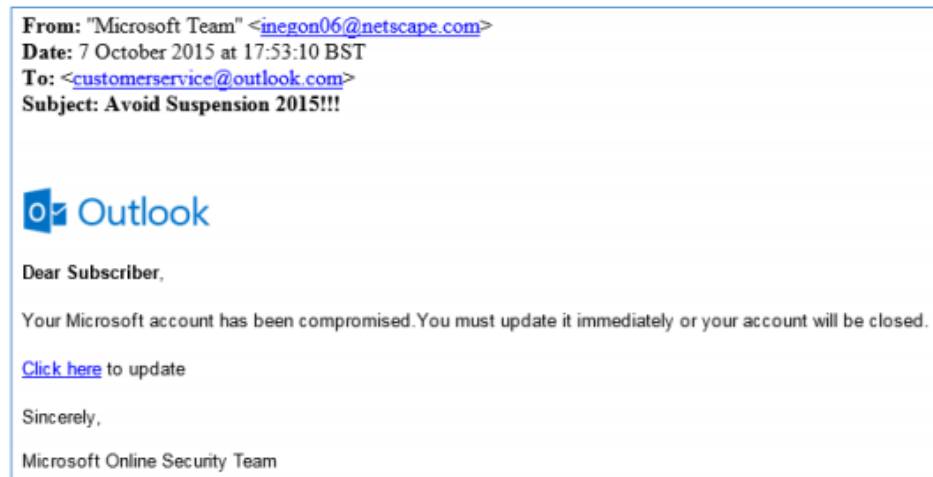 From: "Microsoft Team" <inegon06@netscape.com>
Date: 7 October 2015 at 17:53:10 BST
To: <customerservice@outlook.com>
Subject: Avoid Suspension 2015!!!
Outlook
Dear Subscriber,
Your Microsoft account has been compromised.You must update it immediately or your account will be closed.
Click here to update
Sincerely,
Microsoft Online Security Team